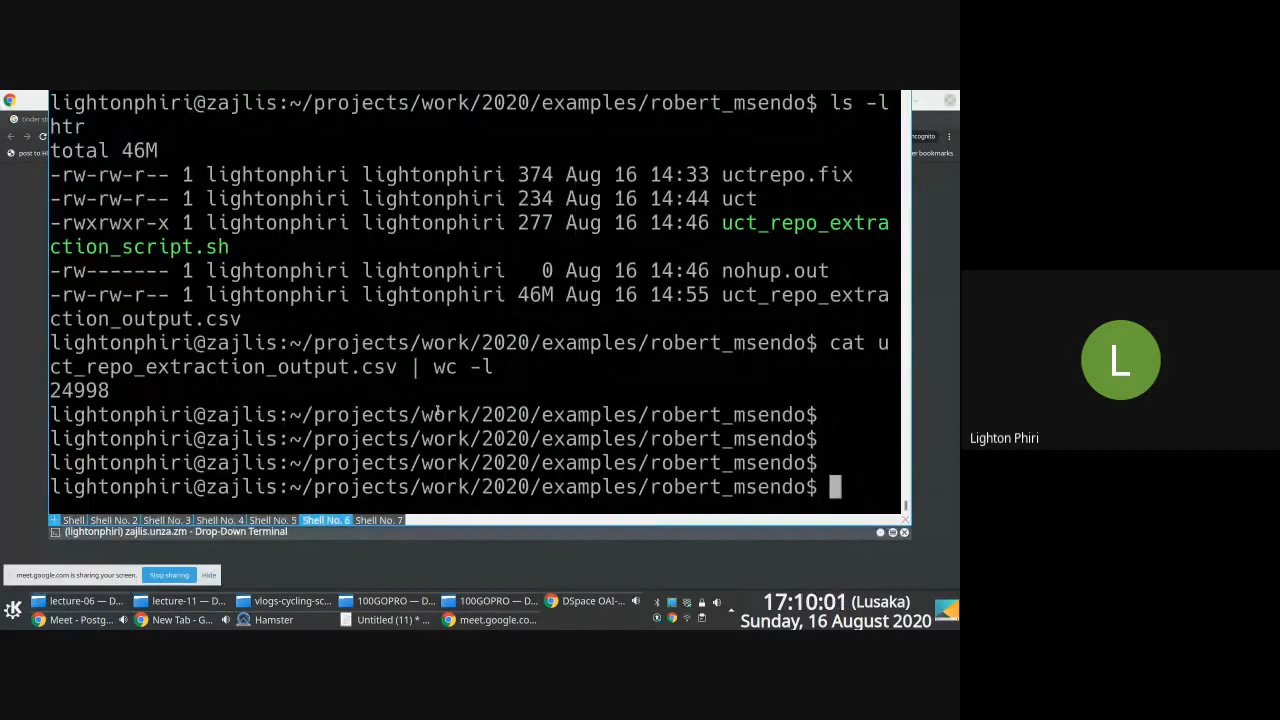 lightonphiri@zajlis:~/projects/work/2020/examples/robert_msendo$ ls -l
htr
total 46M
-rw-rw-r-- 1 lightonphiri lightonphiri 374 Aug 16 14:33 uctrepo.fix
-rw-rw-r-- 1 lightonphiri lightonphiri 234 Aug 16 14:44 uct
-rwxrwxr-x 1 lightonphiri lightonphiri 277 Aug 16 14:46 uct_repo_extra
ction_script.sh
-rw------- 1 lightonphiri lightonphiri   0 Aug 16 14:46 nohup.out
-rw-rw-r-- 1 lightonphiri lightonphiri 46M Aug 16 14:55 uct_repo_extra
ction_output.csv
lightonphiri@zajlis:~/projects/work/2020/examples/robert_msendo$ cat u
ct_repo_extraction_output.csv | wc -l
24998
lightonphiri@zajlis:~/projects/work/2020/examples/robert_msendo$
lightonphiri@zajlis:~/projects/work/2020/examples/robert_msendo$
lightonphiri@zajlis:~/projects/work/2020/examples/robert_msendo$
lightonphiri@zajlis:~/projects/work/2020/examples/robert_msendo$
tinder st
post to H
cognito
er bookmarks
Shell Shell No. 2 Shell No. 3 Shell No. 4 Shell No. 5 Shell No. 6 Shell No. 7
(lightonphiri) zajlis.unza.zm - Drop-Down Terminal
meet.google.com is sharing your screen. Stop sharing Hide
lecture-06 — D... lecture-11 — D... vlogs-cycling-sc... 100GOPRO — D... 100GOPRO — D... DSpace OAI-...
Meet - Postg... New Tab - G... Hamster Untitled (11) * ... meet.google.co...
17:10:01 (Lusaka)
Sunday, 16 August 2020
L
Lighton Phiri